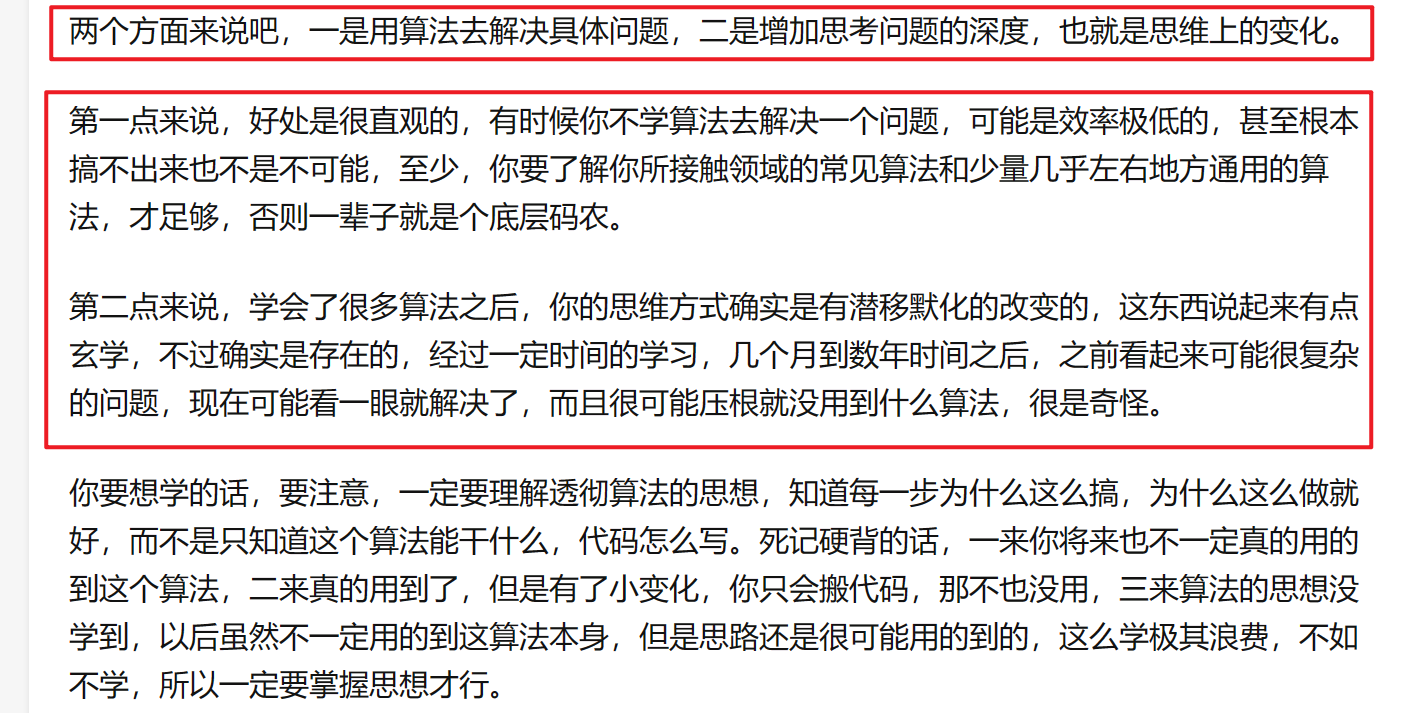 两个方面来说吧，一是用算法去解决具体问题，二是增加思考问题的深度，也就是思维上的变化。
第一点来说，好处是很直观的，有时候你不学算法去解决一个问题，可能是效率极低的，甚至根本
搞不出来也不是不可能，至少，你要了解你所接触领域的常见算法和少量几乎左右地方通用的算
法，才足够，否则一辈子就是个底层码农。
第二点来说，学会了很多算法之后，你的思维方式确实是有潜移默化的改变的，这东西说起来有点
玄学，不过确实是存在的，经过一定时间的学习，几个月到数年时间之后，之前看起来可能很复杂
的问题，现在可能看一眼就解决了，而且很可能压根就没用到什么算法，很是奇怪。
你要想学的话，要注意，一定要理解透彻算法的思想，知道每一步为什么这么搞，为什么这么做就
好，而不是只知道这个算法能干什么，代码怎么写。死记硬背的话，一来你将来也不一定真的用的
到这个算法，二来真的用到了，但是有了小变化，你只会搬代码，那不也没用，三来算法的思想没
学到，以后虽然不一定用的到这算法本身，但是思路还是很可能用的到的，这么学极其浪费，不如
不学，所以一定要掌握思想才行。